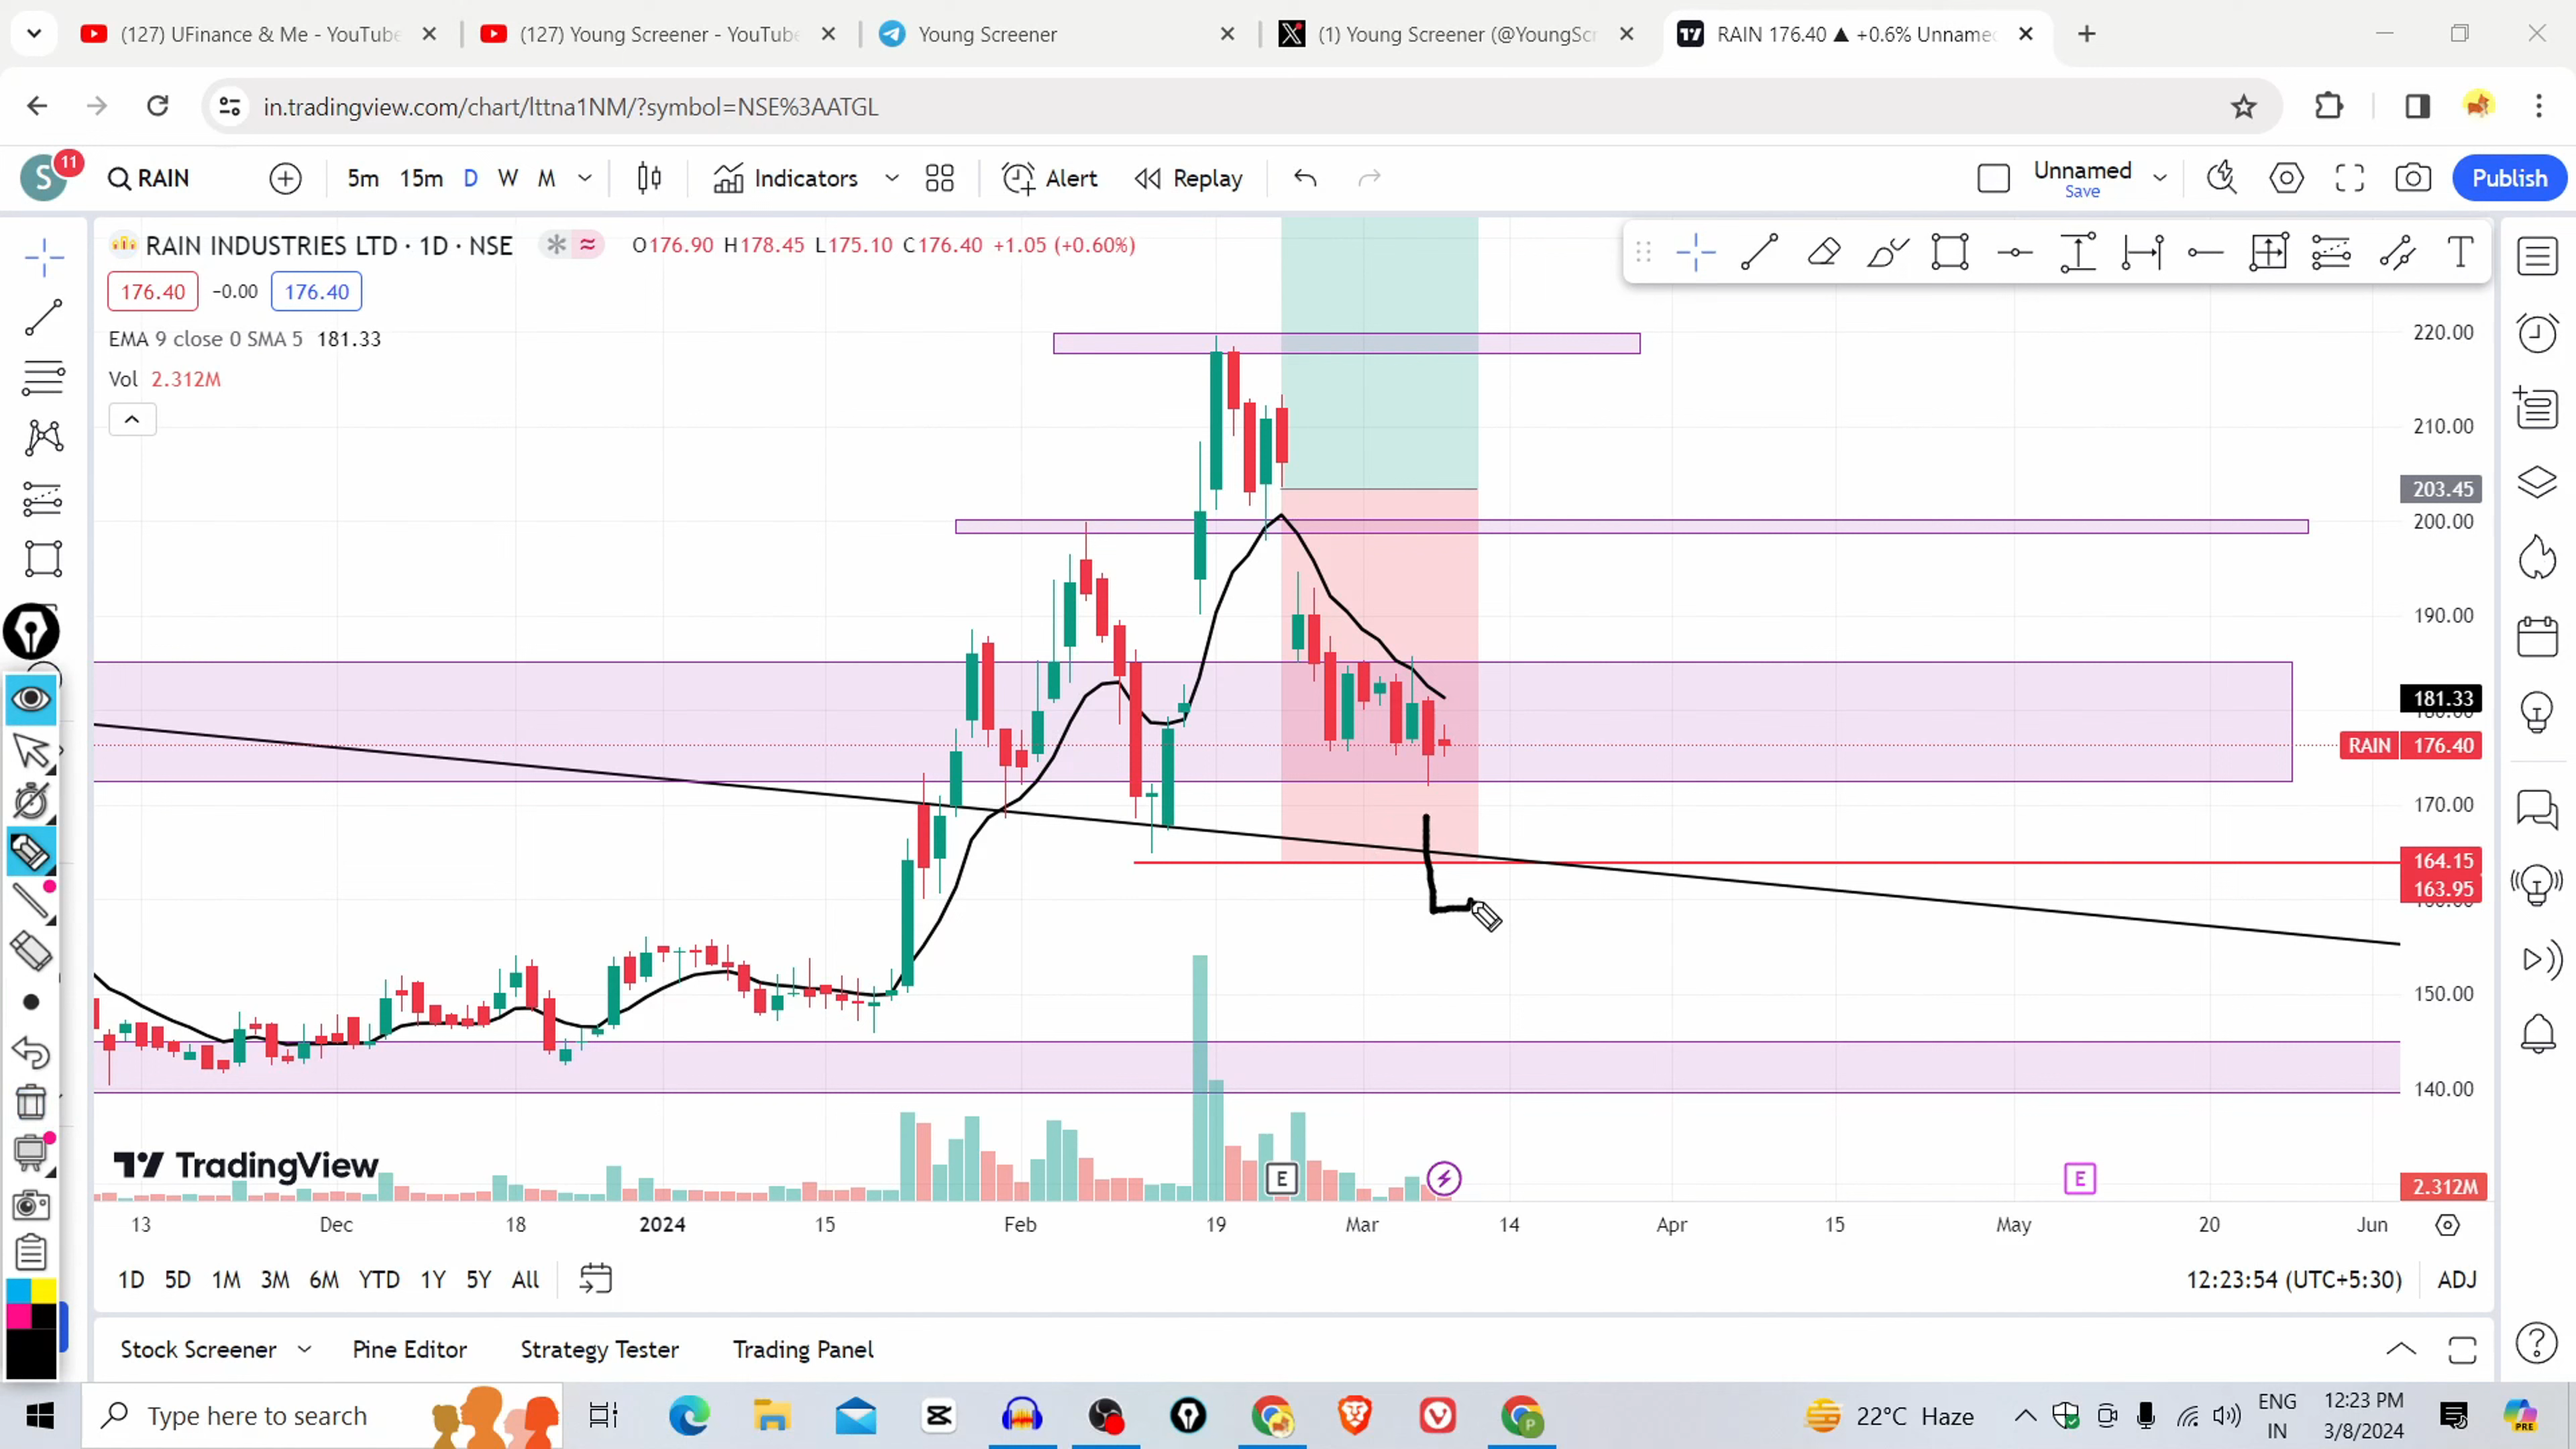 (127) UFinance & Me - YouTube
(127) Young Screener - YouTube
Young Screener
(1) Young Screener (@YoungScr
RAIN 176.40 ▲ +0.6% Unnamed
in.tradingview.com/chart/lttna1NM/?symbol=NSE%3AATGL
S
11
RAIN
5m
15m
D
W
M
Indicators
Alert
Replay
Unnamed
Save
Publish
RAIN INDUSTRIES LTD · 1D · NSE
O176.90 H178.45 L175.10 C176.40 +1.05 (+0.60%)
176.40
-0.00
176.40
EMA 9 close 0 SMA 5 181.33
Vol 2.312M
220.00
210.00
203.45
200.00
190.00
181.33
180.00
RAIN 176.40
170.00
164.15
163.95
160.00
150.00
140.00
2.312M
TradingView
E
E
13
Dec
18
2024
15
Feb
19
Mar
14
Apr
15
May
20
Jun
1D 5D 1M 3M 6M YTD 1Y 5Y All
12:23:54 (UTC+5:30)
ADJ
Stock Screener
Pine Editor
Strategy Tester
Trading Panel
Type here to search
22°C Haze
ENG
IN
12:23 PM
3/8/2024
PRE